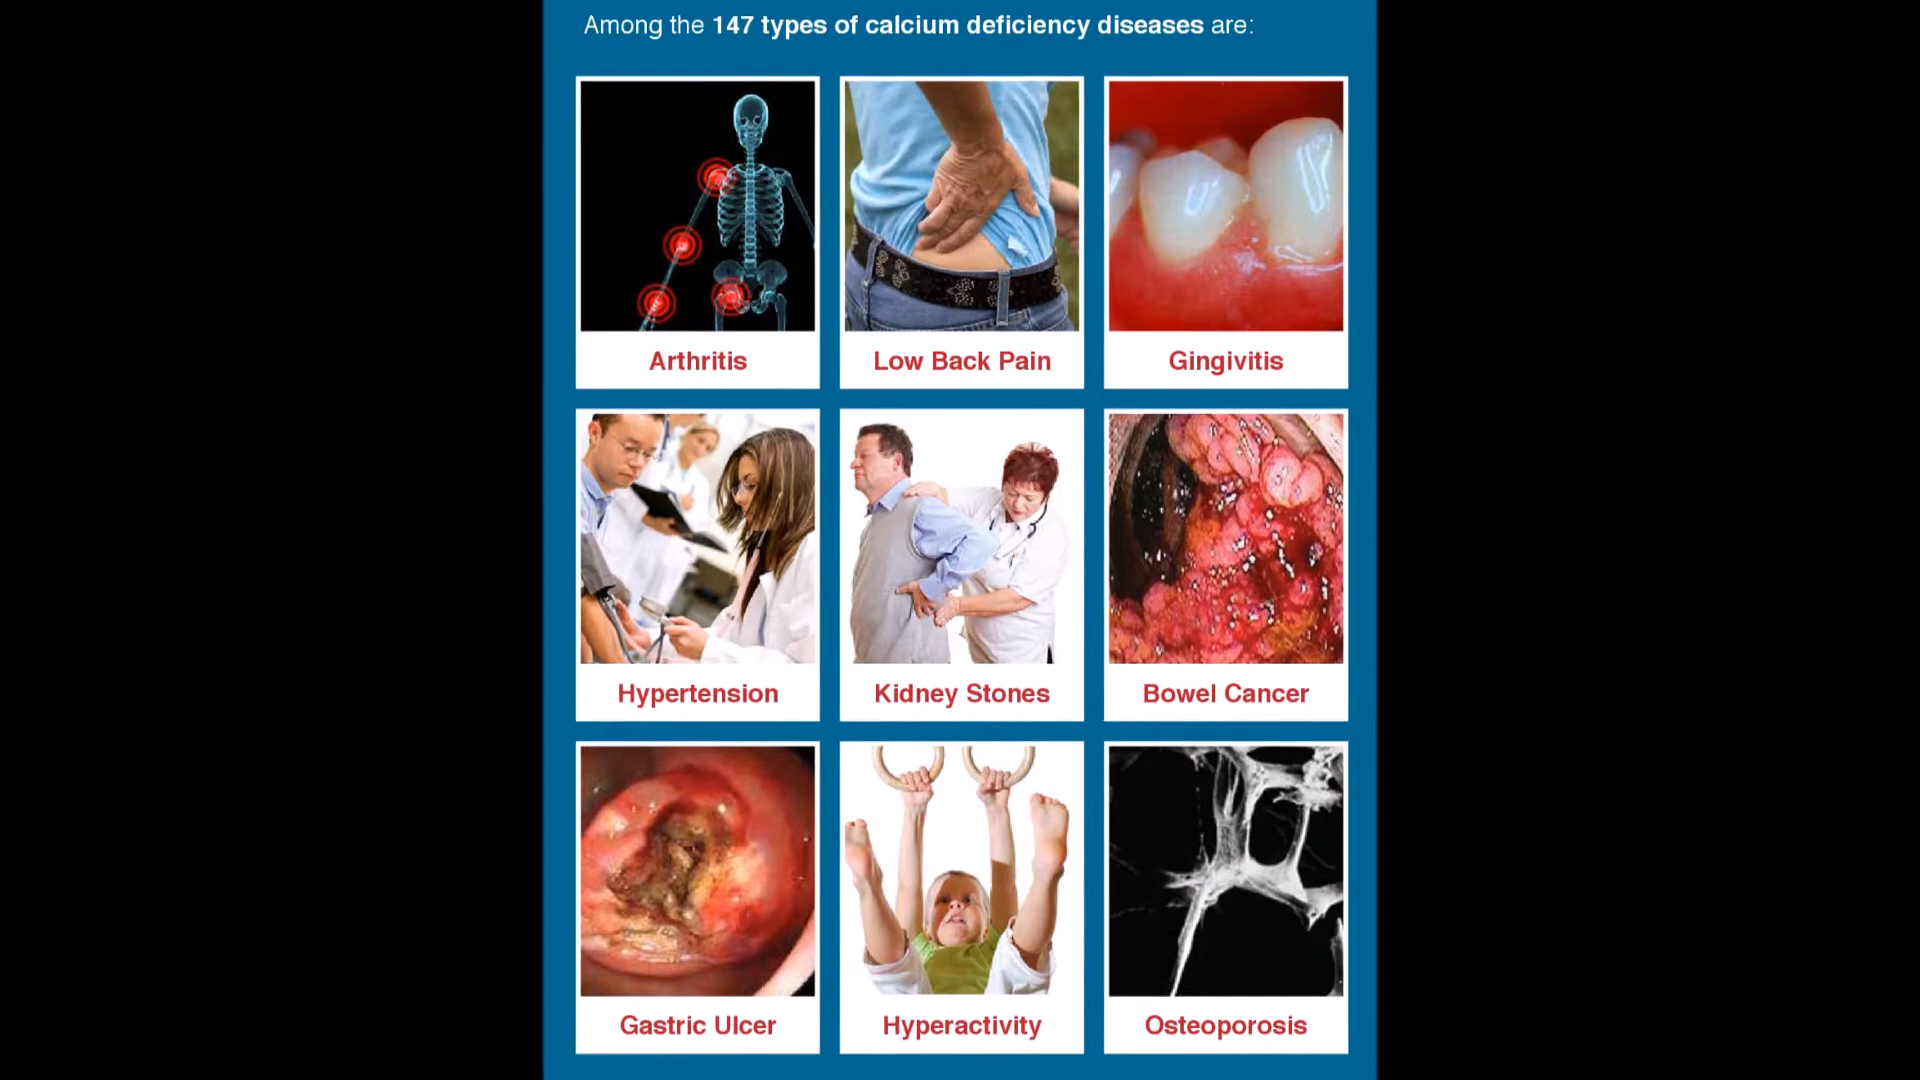 Among the 147 types of calcium deficiency diseases are:
Arthritis
Low Back Pain
Gingivitis
Hypertension
Kidney Stones
Bowel Cancer
Gastric Ulcer
Hyperactivity
Osteoporosis